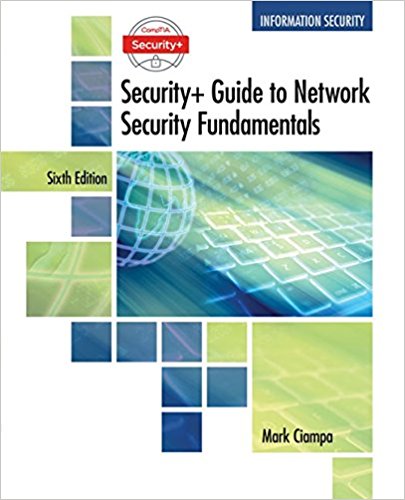 INFORMATION SECURITY
CompTIA
Security+
Security+ Guide to Network
Security Fundamentals
Sixth Edition
Mark Ciampa